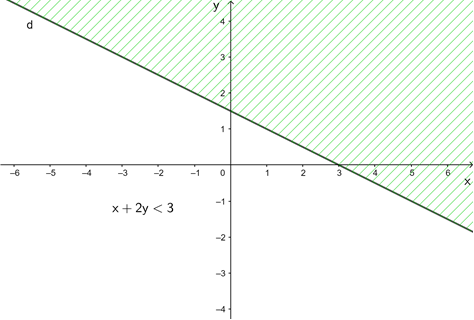 y
4
d
3
2
1
–6 –5 –4 –3 –2 –1 0 1 2 3 4 5 6
x
–1
x + 2y < 3
–2
–3
–4